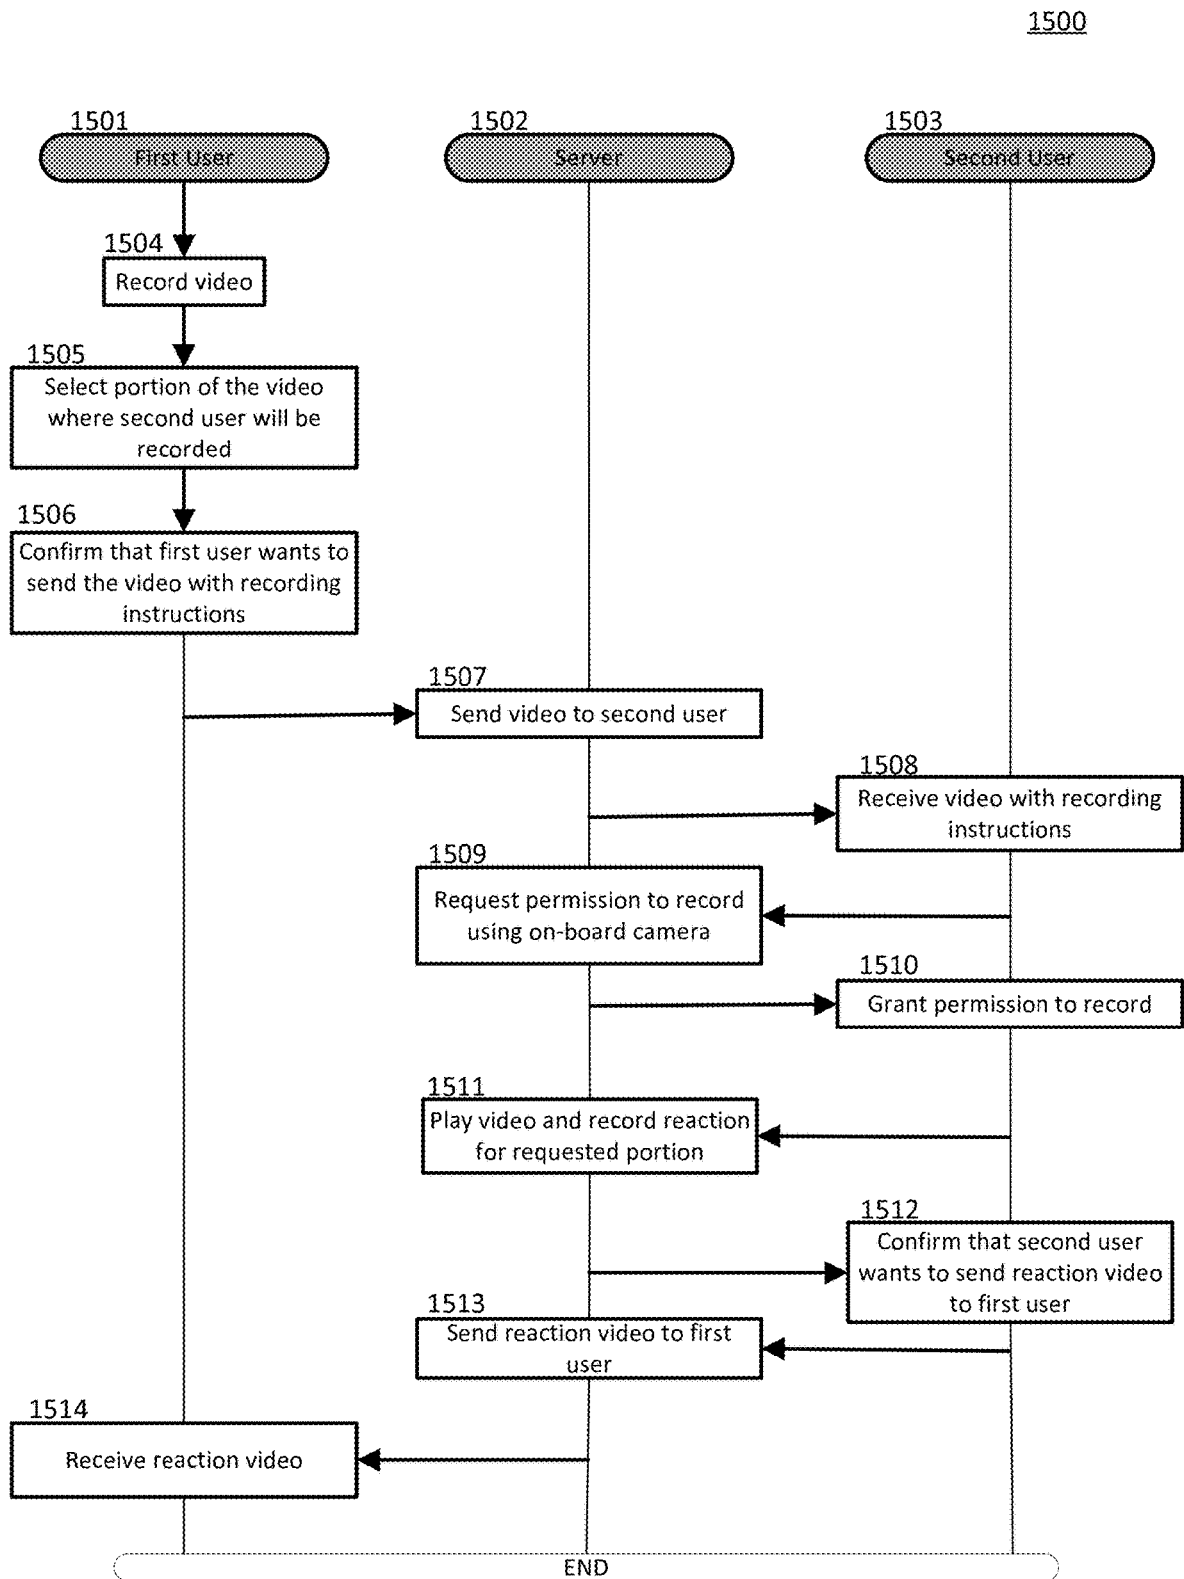 1500
1501
First User
1502
Server
1503
Second User
1504
Record video
1505
Select portion of the video
where second user will be
recorded
1506
Confirm that first user wants to
send the video with recording
instructions
1507
Send video to second user
1508
Receive video with recording
instructions
1509
Request permission to record
using on-board camera
1510
Grant permission to record
1511
Play video and record reaction
for requested portion
1512
Confirm that second user
wants to send reaction video
to first user
1513
Send reaction video to first
user
1514
Receive reaction video
END